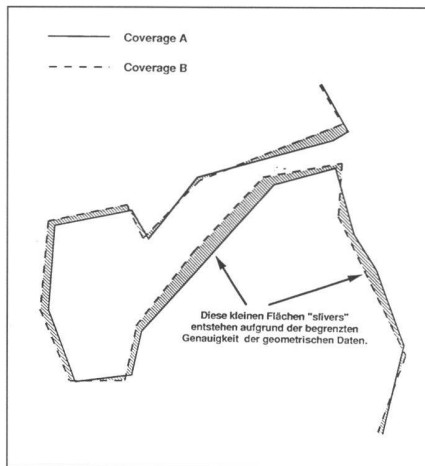 Coverage A
Coverage B
Diese kleinen Flächen "slivers"
entstehen aufgrund der begrenzten
Genauigkeit der geometrischen Daten.